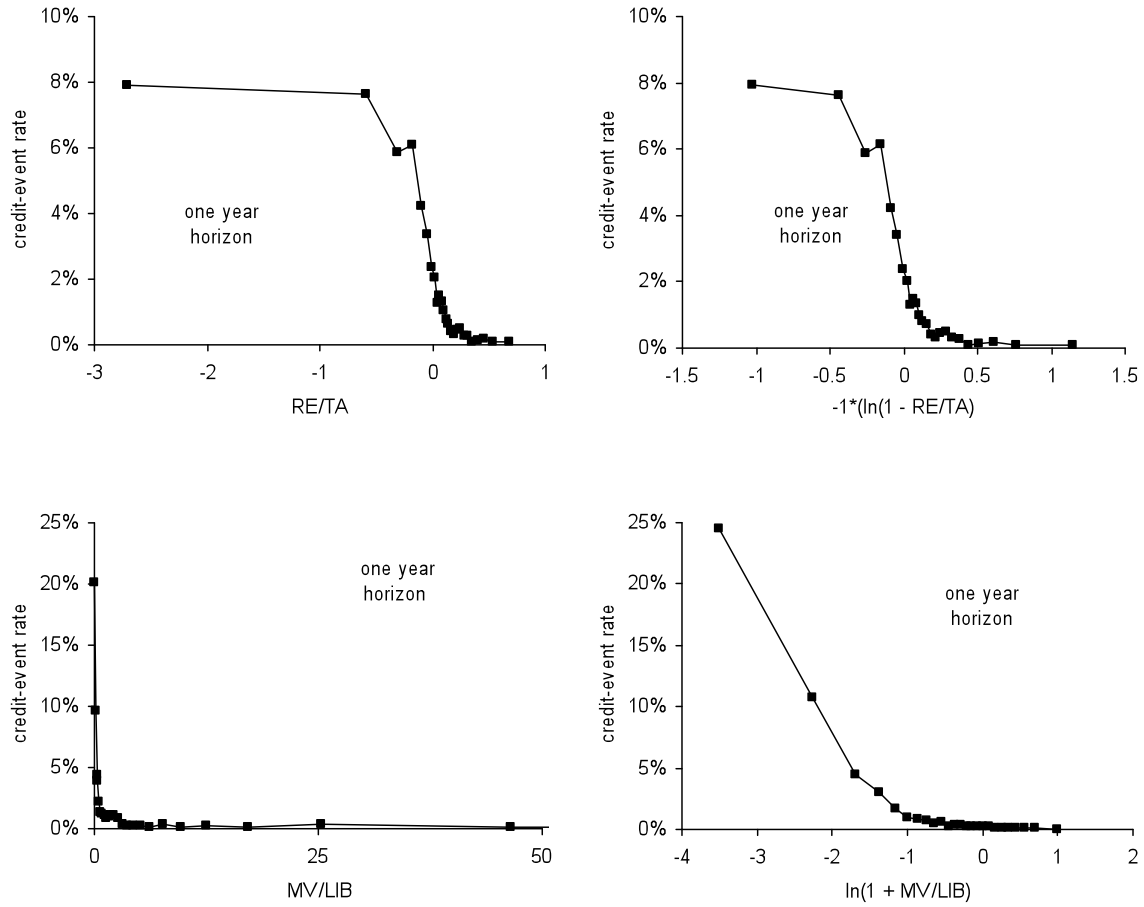 10%
8%
6%
4%
2%
0%
credit-event rate
one year
horizon
-3
-2
-1
0
1
RE/TA
10%
8%
6%
4%
2%
0%
credit-event rate
one year
horizon
-1.5
-1
-0.5
0
0.5
1
1.5
-1*(ln(1 - RE/TA)
25%
20%
15%
10%
5%
0%
credit-event rate
one year
horizon
0
25
50
MV/LIB
25%
20%
15%
10%
5%
0%
credit-event rate
one year
horizon
-4
-3
-2
-1
0
1
2
ln(1 + MV/LIB)